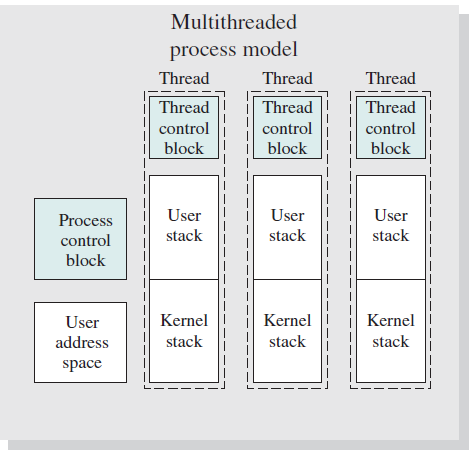 Multithreaded
process model
Thread
Thread
Thread
Thread
control
block
Thread
control
block
Thread
control
block
Process
control
block
User
stack
User
stack
User
stack
User
address
space
Kernel
stack
Kernel
stack
Kernel
stack